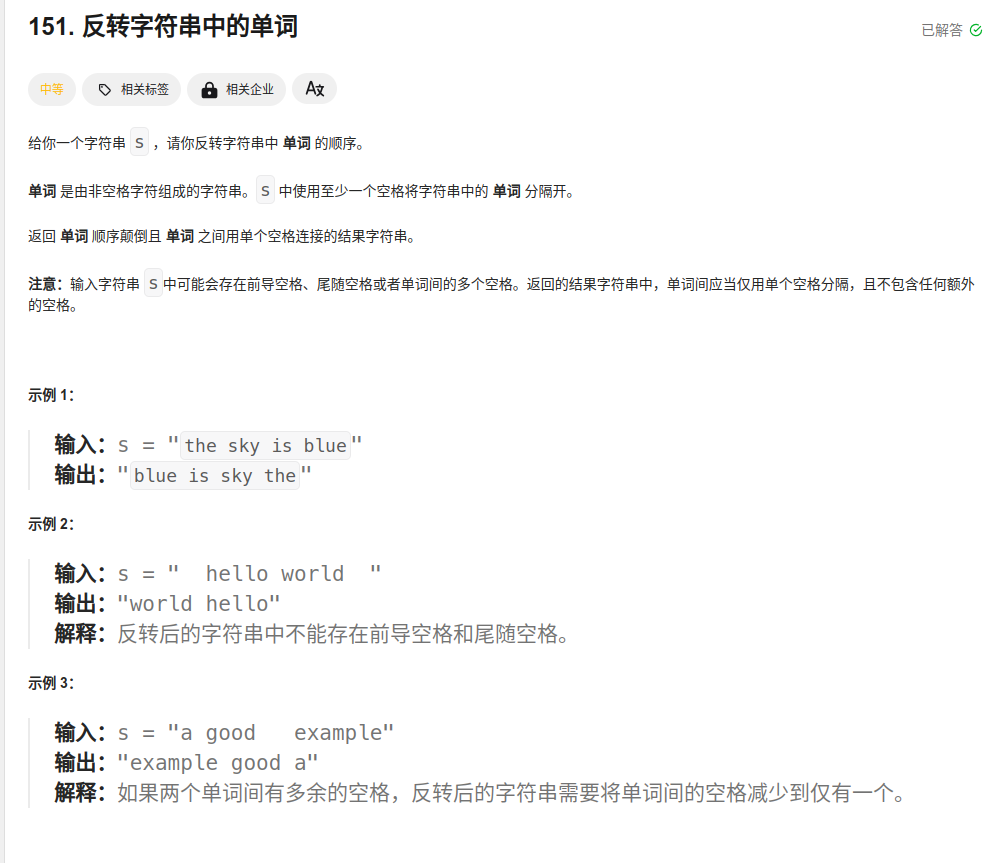 151. 反转字符串中的单词
已解答
中等 相关标签 相关企业
给你一个字符串 s ，请你反转字符串中 单词 的顺序。
单词 是由非空格字符组成的字符串。s 中使用至少一个空格将字符串中的 单词 分隔开。
返回 单词 顺序颠倒且 单词 之间用单个空格连接的结果字符串。
注意：输入字符串 s中可能会存在前导空格、尾随空格或者单词间的多个空格。返回的结果字符串中，单词间应当仅用单个空格分隔，且不包含任何额外
的空格。
示例 1：
输入：s = "the sky is blue"
输出："blue is sky the"
示例 2：
输入：s = "  hello world  "
输出："world hello"
解释：反转后的字符串中不能存在前导空格和尾随空格。
示例 3：
输入：s = "a good   example"
输出："example good a"
解释：如果两个单词间有多余的空格，反转后的字符串需要将单词间的空格减少到仅有一个。